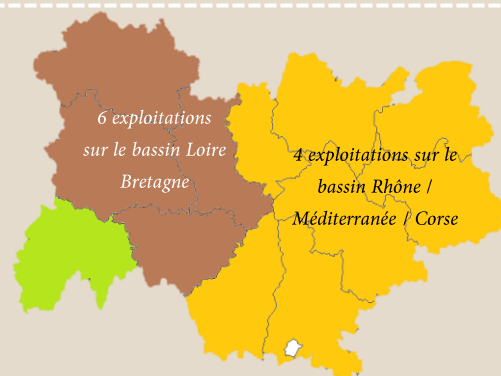 6 exploitations
sur le bassin Loire
Bretagne
4 exploitations sur le
bassin Rhône /
Méditerranée / Corse